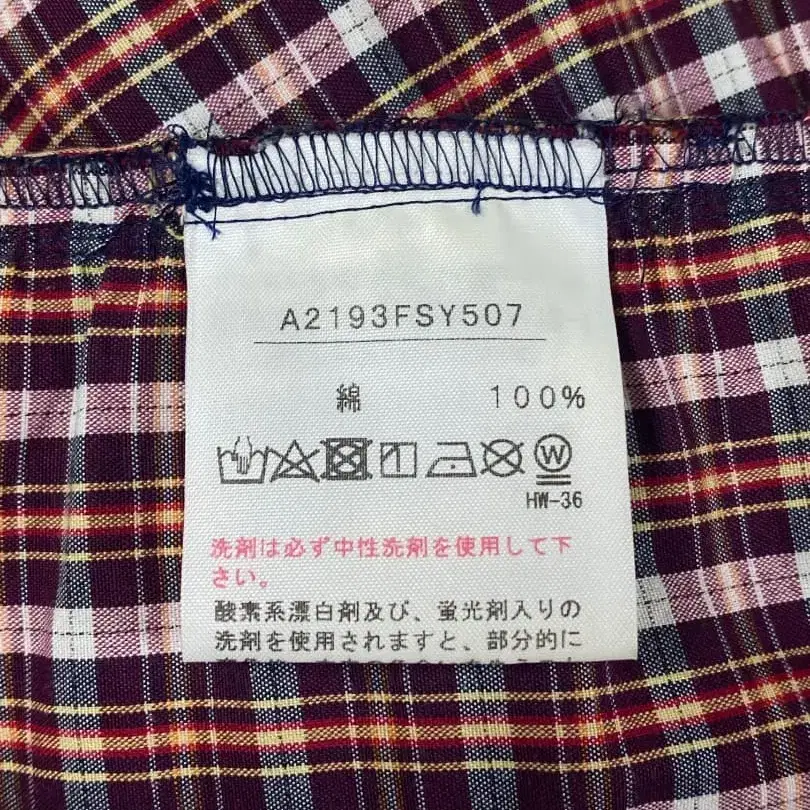 A2193FSY507
綿 100%
W
HW-36
洗剤は必ず中性洗剤を使用して下
さい。
酸素系漂白剤及び、蛍光剤入りの
洗剤を使用されますと、部分的に